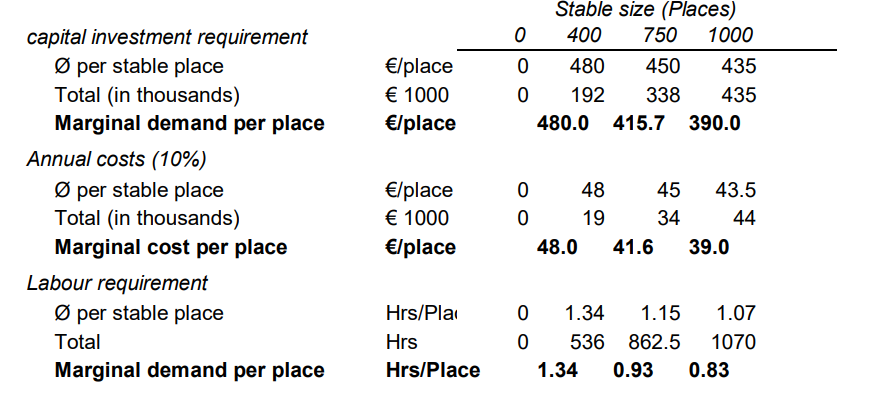 Stable size (Places)
capital investment requirement 0 400 750 1000
Ø per stable place €/place 0 480 450 435
Total (in thousands) € 1000 0 192 338 435
Marginal demand per place €/place 480.0 415.7 390.0
Annual costs (10%)
Ø per stable place €/place 0 48 45 43.5
Total (in thousands) € 1000 0 19 34 44
Marginal cost per place €/place 48.0 41.6 39.0
Labour requirement
Ø per stable place Hrs/Pla 0 1.34 1.15 1.07
Total Hrs 0 536 862.5 1070
Marginal demand per place Hrs/Place 1.34 0.93 0.83